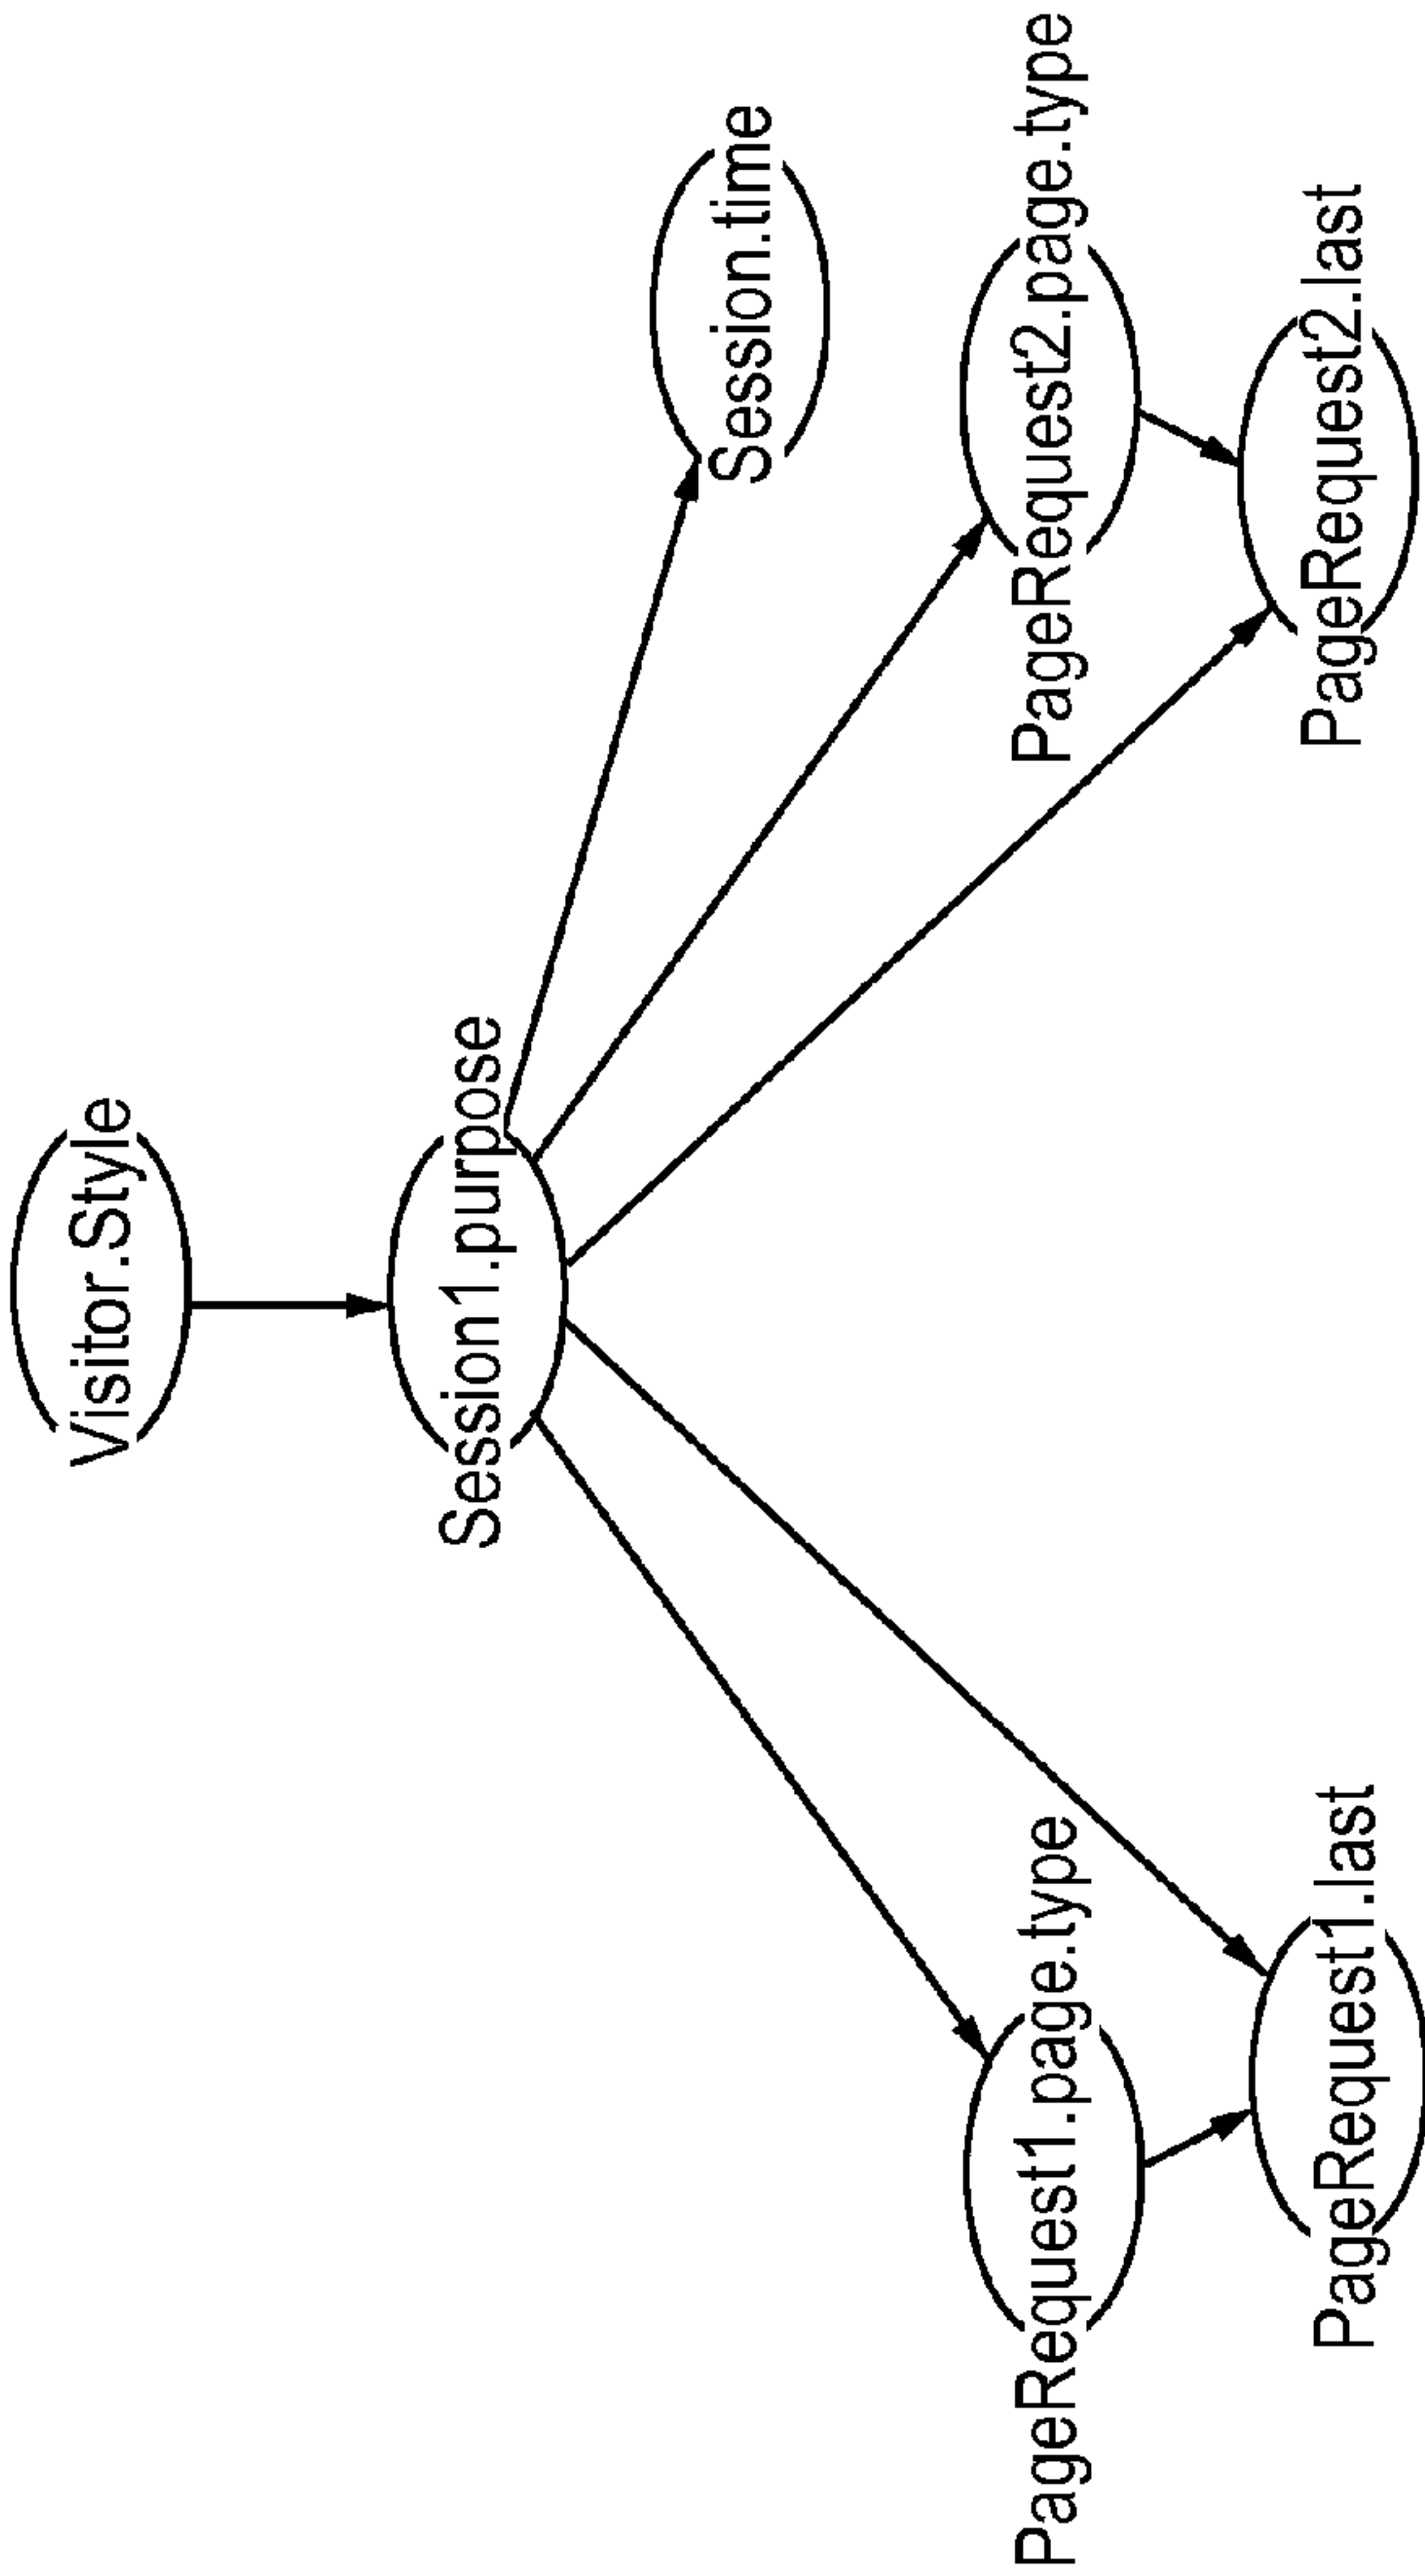 Visitor.Style
Session1.purpose
Session.time
PageRequest1.page.type
PageRequest2.page.type
PageRequest1.last
PageRequest2.last